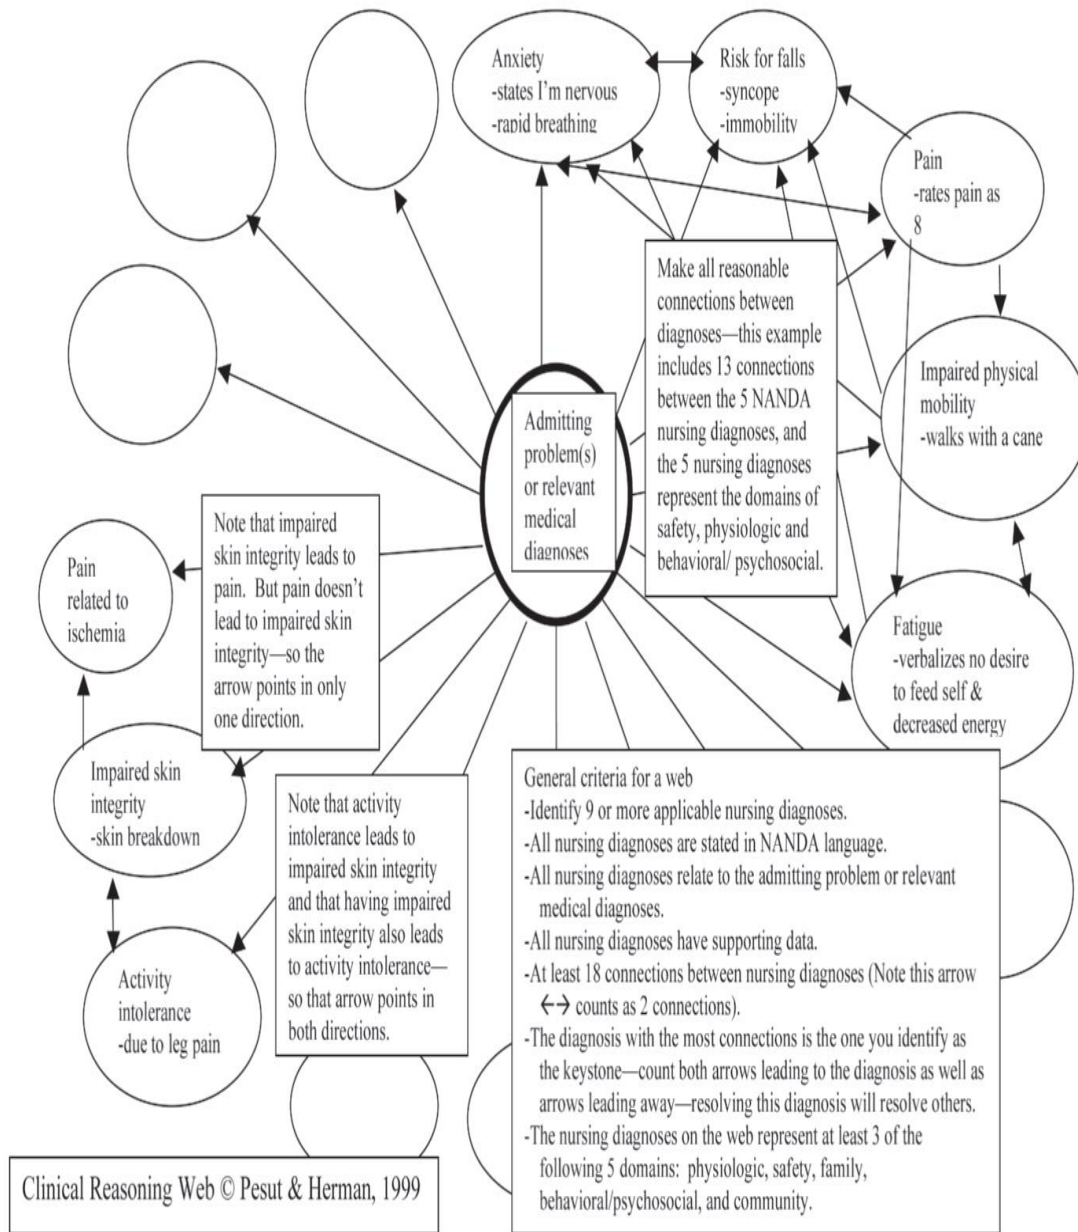 Anxiety
-states I'm nervous
-rapid breathing
Risk for falls
-syncope
-immobility
Pain
-rates pain as
8
Make all reasonable
connections between
diagnoses—this example
includes 13 connections
between the 5 NANDA
nursing diagnoses, and
the 5 nursing diagnoses
represent the domains of
safety, physiologic and
behavioral/ psychosocial.
Impaired physical
mobility
-walks with a cane
Admitting
problem(s)
or relevant
medical
diagnoses
Note that impaired
skin integrity leads to
pain. But pain doesn't
lead to impaired skin
integrity—so the
arrow points in only
one direction.
Pain
related to
ischemia
Fatigue
-verbalizes no desire
to feed self &
decreased energy
Impaired skin
integrity
-skin breakdown
Note that activity
intolerance leads to
impaired skin integrity
and that having impaired
skin integrity also leads
to activity intolerance—
so that arrow points in
both directions.
General criteria for a web
-Identify 9 or more applicable nursing diagnoses.
-All nursing diagnoses are stated in NANDA language.
-All nursing diagnoses relate to the admitting problem or relevant
medical diagnoses.
-All nursing diagnoses have supporting data.
-At least 18 connections between nursing diagnoses (Note this arrow
←→ counts as 2 connections).
-The diagnosis with the most connections is the one you identify as
the keystone—count both arrows leading to the diagnosis as well as
arrows leading away—resolving this diagnosis will resolve others.
-The nursing diagnoses on the web represent at least 3 of the
following 5 domains: physiologic, safety, family,
behavioral/psychosocial, and community.
Activity
intolerance
-due to leg pain
Clinical Reasoning Web © Pesut & Herman, 1999